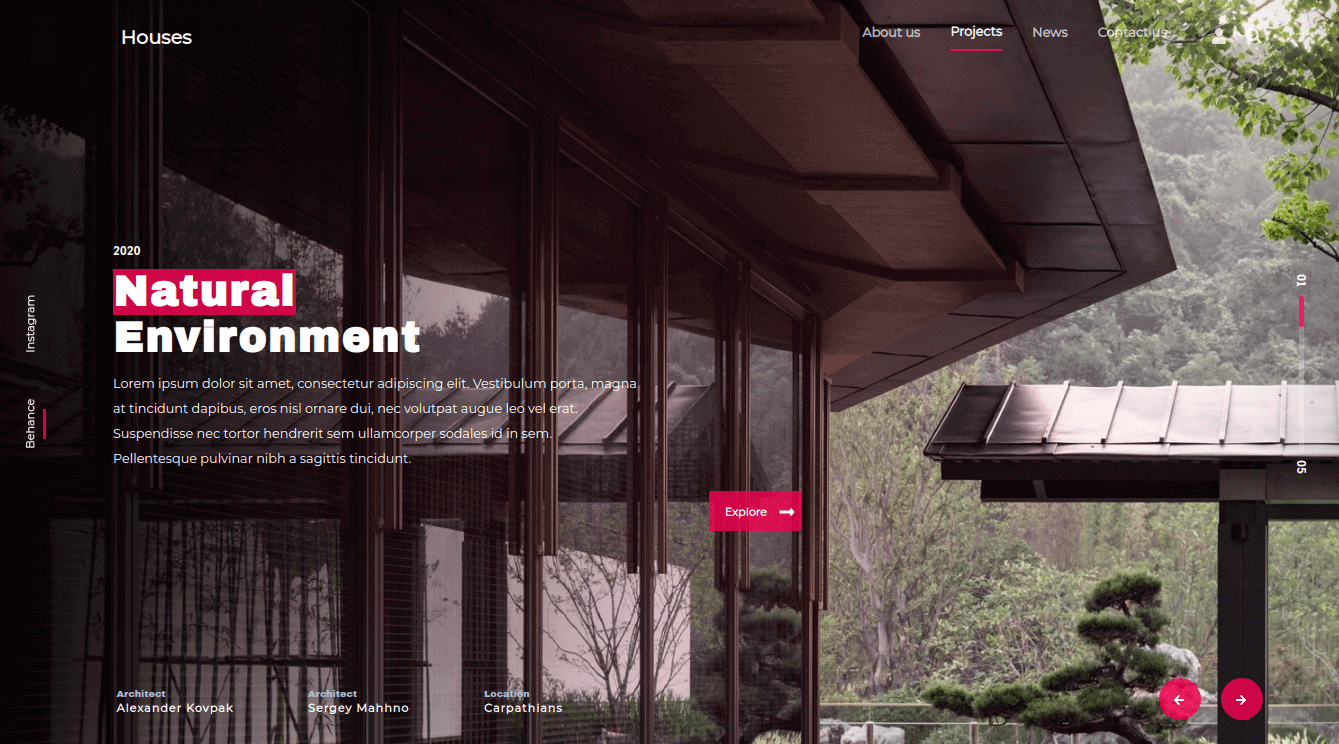 Houses
About us
Projects
News
Contact us
Instagram
Behance
2020
Natural
Environment
Lorem ipsum dolor sit amet, consectetur adipiscing elit. Vestibulum porta, magna
at tincidunt dapibus, eros nisl ornare dui, nec volutpat augue leo vel erat.
Suspendisse nec tortor hendrerit sem ullamcorper sodales id in sem.
Pellentesque pulvinar nibh a sagittis tincidunt.
Explore
01
05
Architect
Alexander Kovpak
Architect
Sergey Mahhno
Location
Carpathians